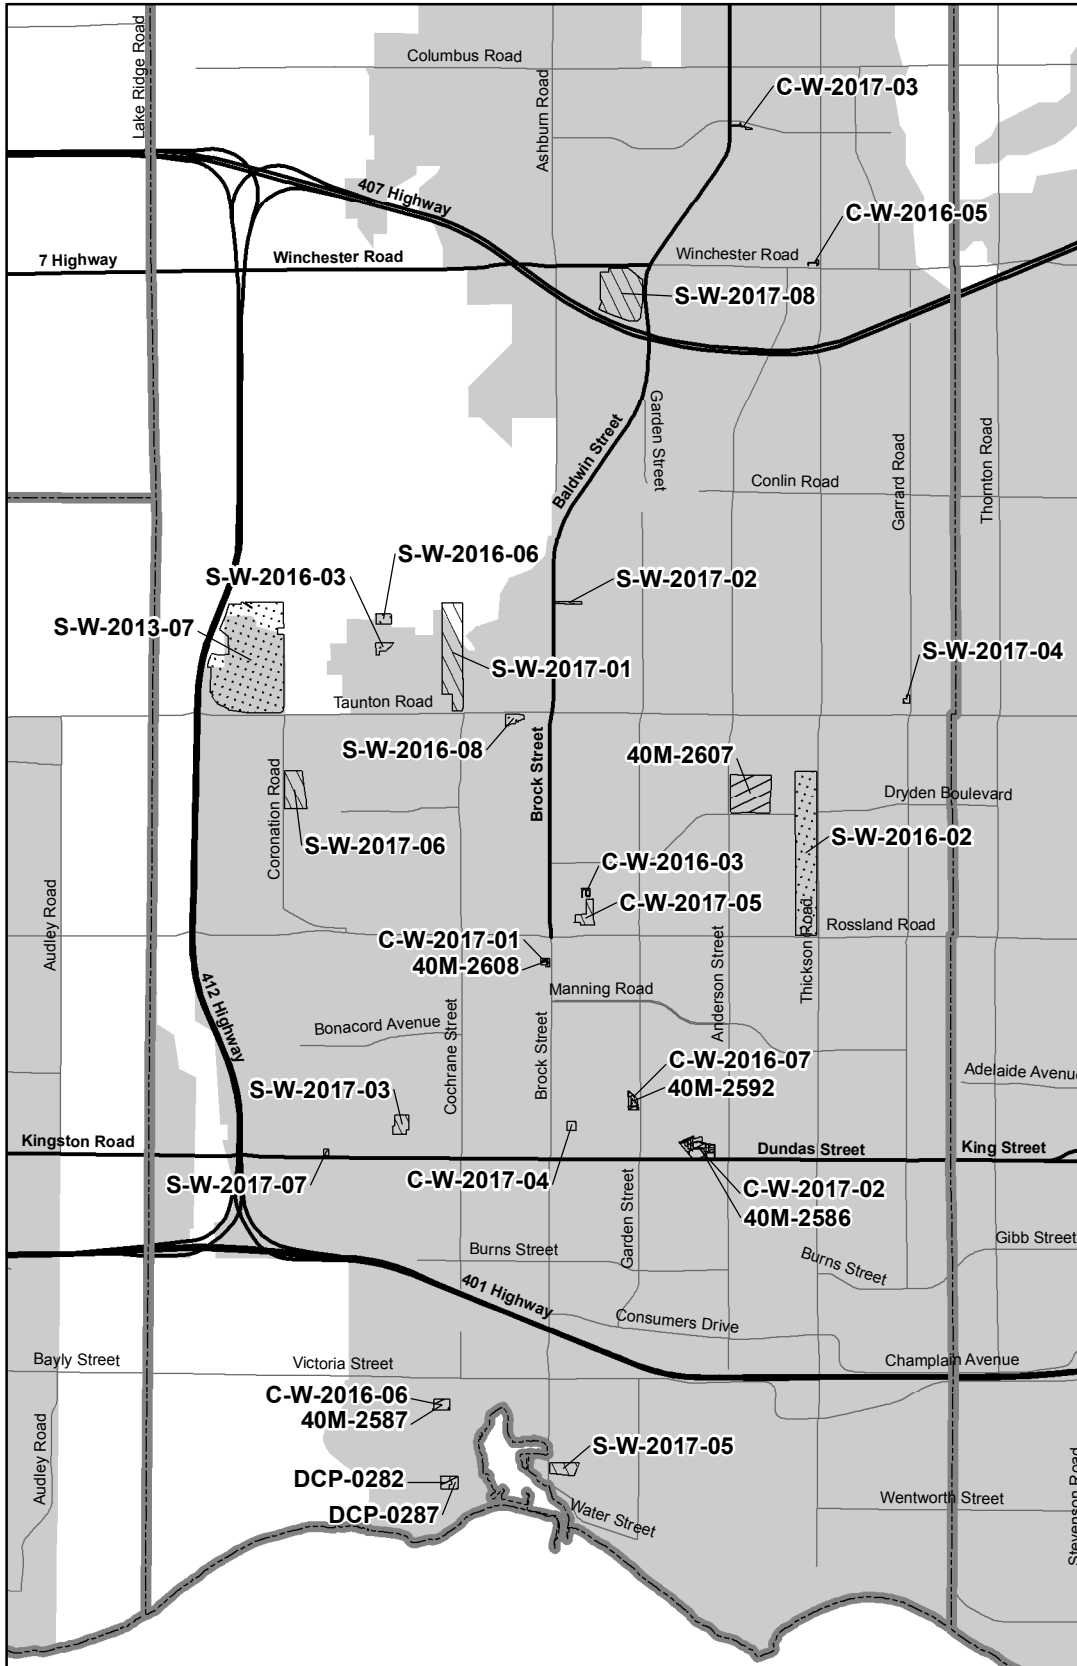 Lake Ridge Road
Columbus Road
Ashburn Road
C-W-2017-03
407 Highway
C-W-2016-05
7 Highway
Winchester Road
Winchester Road
S-W-2017-08
Baldwin Street
Garden Street
Conlin Road
Garrard Road
Thornton Road
S-W-2016-06
S-W-2016-03
S-W-2017-02
S-W-2013-07
S-W-2017-04
S-W-2017-01
Taunton Road
S-W-2016-08
40M-2607
Brock Street
Coronation Road
Dryden Boulevard
S-W-2017-06
S-W-2016-02
C-W-2016-03
C-W-2017-05
Audley Road
Rossland Road
Thickson Road
C-W-2017-01
40M-2608
Anderson Street
Manning Road
412 Highway
Bonacord Avenue
Cochrane Street
Brock Street
C-W-2016-07
40M-2592
Adelaide Avenue
S-W-2017-03
Kingston Road
Dundas Street
King Street
S-W-2017-07
C-W-2017-04
C-W-2017-02
40M-2586
Garden Street
Burns Street
Burns Street
Gibb Street
401 Highway
Consumers Drive
Bayly Street
Victoria Street
Champlain Avenue
C-W-2016-06
40M-2587
Audley Road
S-W-2017-05
DCP-0282
DCP-0287
Water Street
Wentworth Street
Stevenson Road